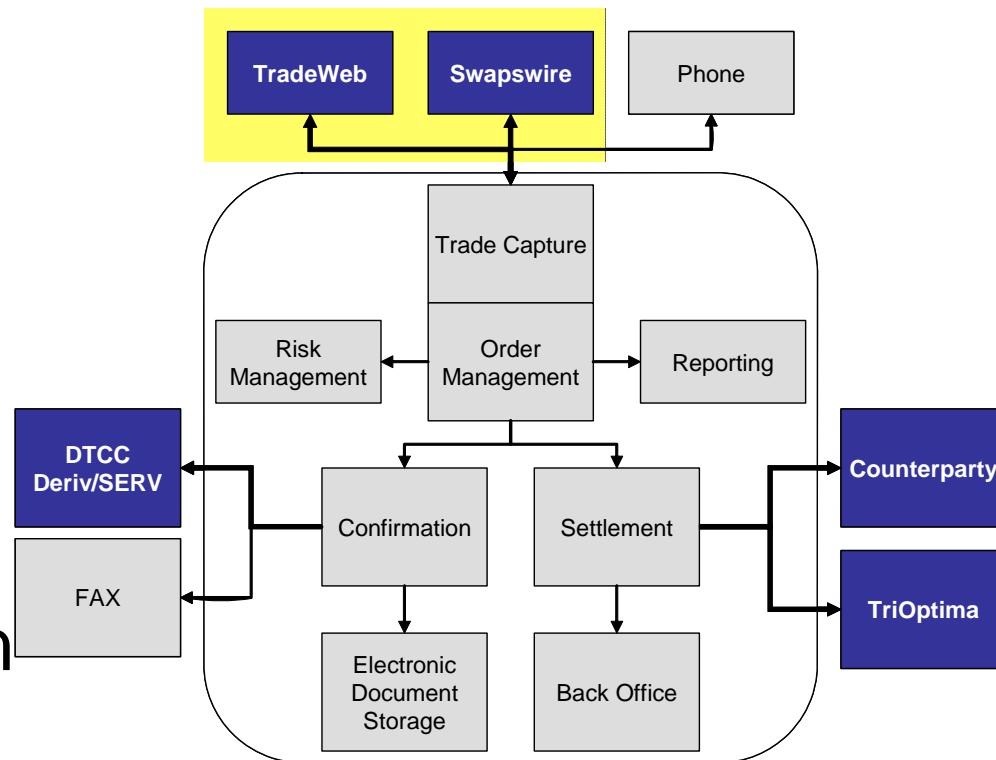 TradeWeb
Swapswire
Phone
Trade Capture
Risk
Management
Order
Management
Reporting
DTCC
Deriv/SERV
Counterparty
Confirmation
Settlement
FAX
TriOptima
n
Electronic
Document
Storage
Back Office